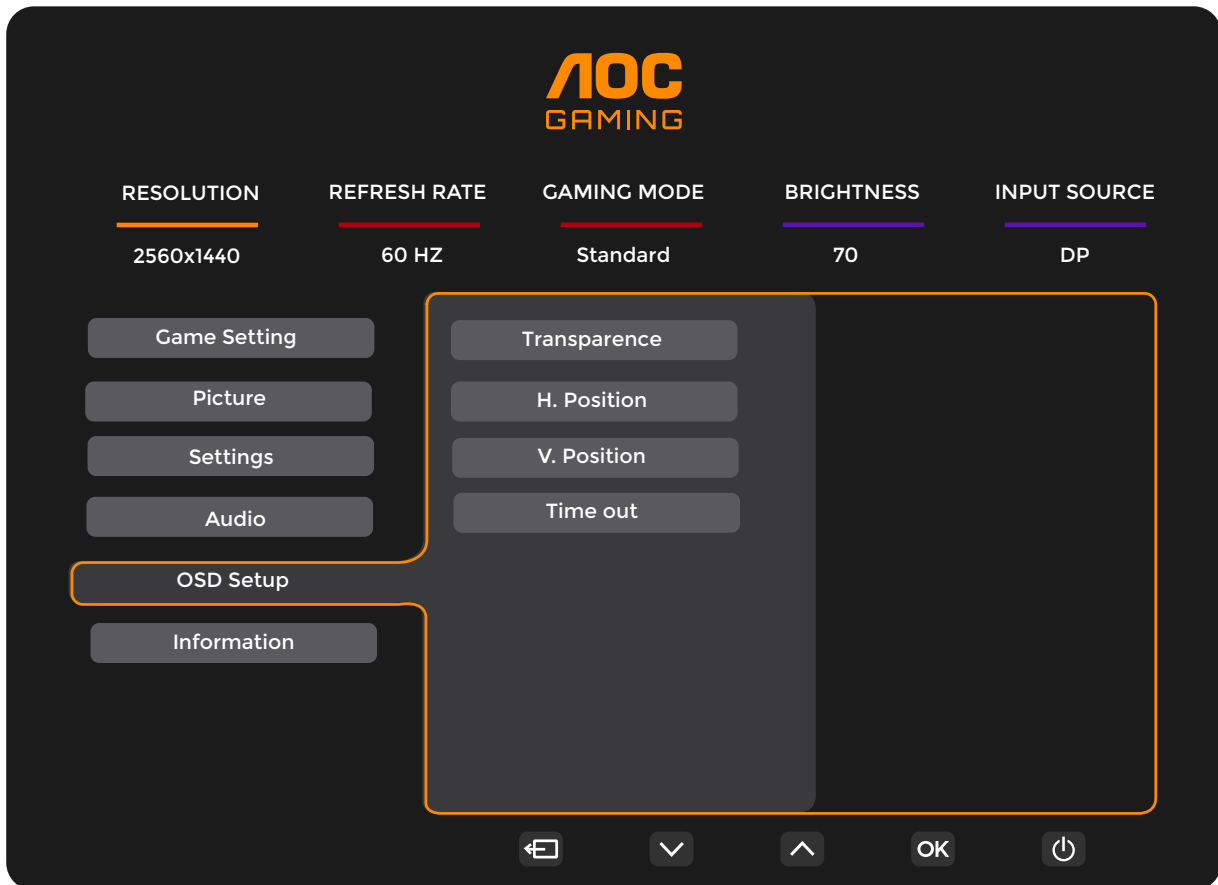 AOC
GAMING
RESOLUTION REFRESH RATE GAMING MODE BRIGHTNESS INPUT SOURCE
2560x1440 60 HZ Standard 70 DP
Game Setting
Picture
Settings
Audio
OSD Setup
Information
Transparence
H. Position
V. Position
Time out
OK